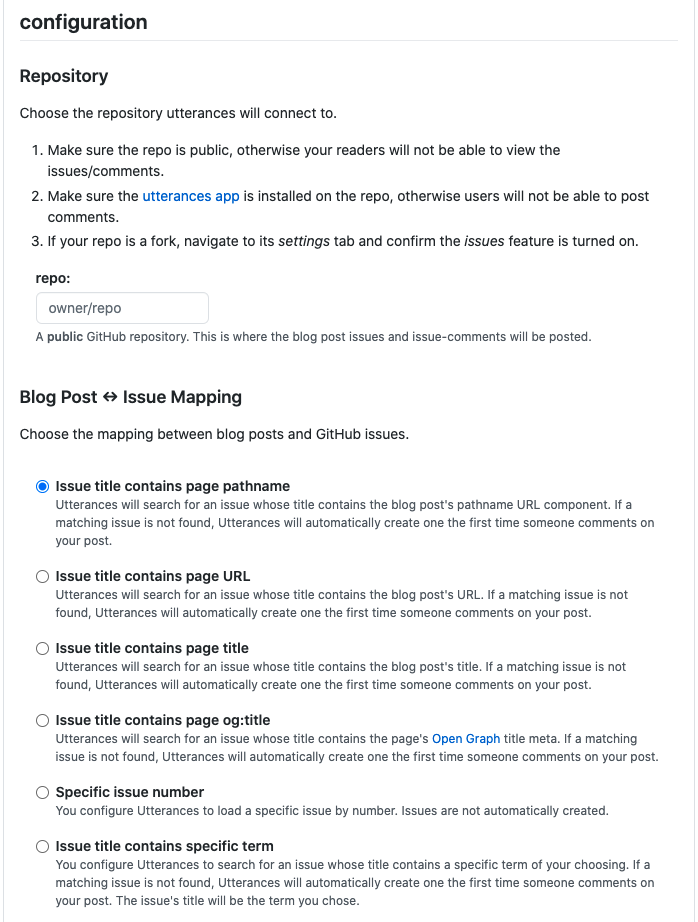 configuration
Repository
Choose the repository utterances will connect to.
1. Make sure the repo is public, otherwise your readers will not be able to view the
issues/comments.
2. Make sure the utterances app is installed on the repo, otherwise users will not be able to post
comments.
3. If your repo is a fork, navigate to its settings tab and confirm the issues feature is turned on.
repo:
owner/repo
A public GitHub repository. This is where the blog post issues and issue-comments will be posted.
Blog Post ↔ Issue Mapping
Choose the mapping between blog posts and GitHub issues.
Issue title contains page pathname
Utterances will search for an issue whose title contains the blog post's pathname URL component. If a
matching issue is not found, Utterances will automatically create one the first time someone comments on
your post.
Issue title contains page URL
Utterances will search for an issue whose title contains the blog post's URL. If a matching issue is not
found, Utterances will automatically create one the first time someone comments on your post.
Issue title contains page title
Utterances will search for an issue whose title contains the blog post's title. If a matching issue is not
found, Utterances will automatically create one the first time someone comments on your post.
Issue title contains page og:title
Utterances will search for an issue whose title contains the page's Open Graph title meta. If a matching
issue is not found, Utterances will automatically create one the first time someone comments on your post.
Specific issue number
You configure Utterances to load a specific issue by number. Issues are not automatically created.
Issue title contains specific term
You configure Utterances to search for an issue whose title contains a specific term of your choosing. If a
matching issue is not found, Utterances will automatically create one the first time someone comments on
your post. The issue's title will be the term you chose.